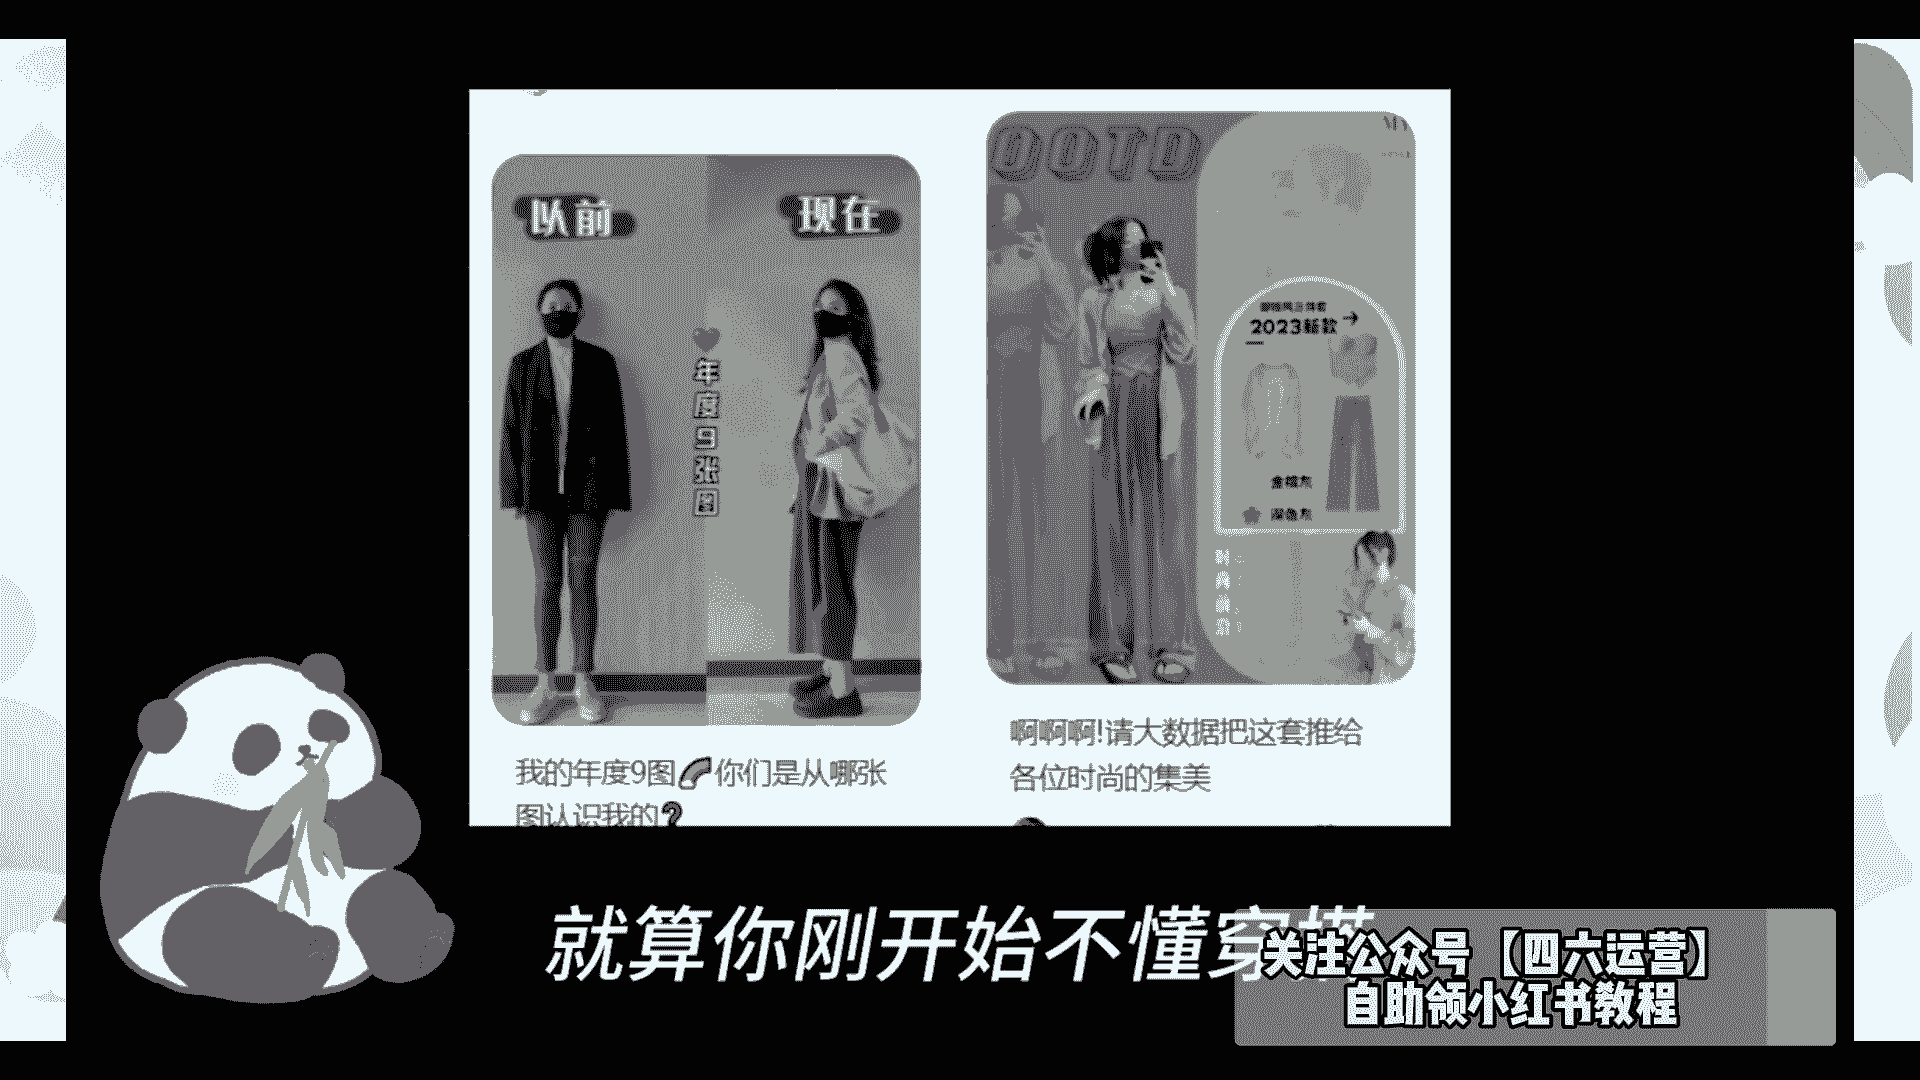 以前
现在
年度9张图
我的年度9图你们是从哪张
图认识我的?
OOTD
2023新款→
啊啊啊!请大数据把这套推给
各位时尚的集美
就算你刚开始不懂穿搭
关注公众号【四六运营】
自助领小红书教程